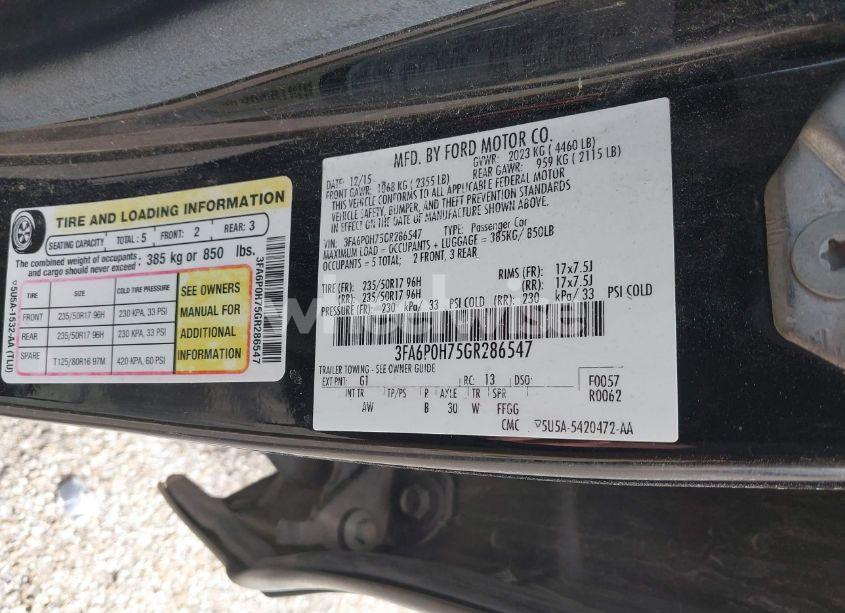 TIRE AND LOADING INFORMATION
SEATING CAPACITY TOTAL: 5 FRONT: 2 REAR: 3
The combined weight of occupants and cargo should never exceed: 385 kg or 850 lbs.
TIRE SIZE COLD TIRE PRESSURE
FRONT 235/50R17 96H 230 KPA, 33 PSI
REAR 235/50R17 96H 230 KPA, 33 PSI
SPARE T125/80R16 97M 420 KPA, 60 PSI
SEE OWNERS
MANUAL FOR
ADDITIONAL
INFORMATION
5U5A-1532-AA (TLU)
3FA6P0H75GR286547
MFD. BY FORD MOTOR CO.
DATE: 12/15 GVWR: 2023 KG ( 4460 LB)
FRONT GAWR: 1068 KG ( 2355 LB) REAR GAWR: 959 KG ( 2115 LB)
THIS VEHICLE CONFORMS TO ALL APPLICABLE FEDERAL MOTOR
VEHICLE SAFETY, BUMPER, AND THEFT PREVENTION STANDARDS
IN EFFECT ON THE DATE OF MANUFACTURE SHOWN ABOVE.
VIN: 3FA6P0H75GR286547 TYPE: Passenger Car
MAXIMUM LOAD = OCCUPANTS + LUGGAGE = 385KG/ 850LB
OCCUPANTS = 5 TOTAL; 2 FRONT, 3 REAR
TIRE (FR): 235/50R17 96H RIMS (FR): 17x7.5J
(RR): 235/50R17 96H (RR): 17x7.5J
PRESSURE (FR): 230 kPa/ 33 PSI COLD (RR): 230 kPa/ 33 PSI COLD
3FA6P0H75GR286547
TRAILER TOWING - SEE OWNER GUIDE
EXT PNT: G1 RC: 13 DSO:
F0057
R0062
INT TR TP/PS R AXLE TR SPR
AW B 30 W FFGG
CMC 5U5A-5420472-AA
wheelwise